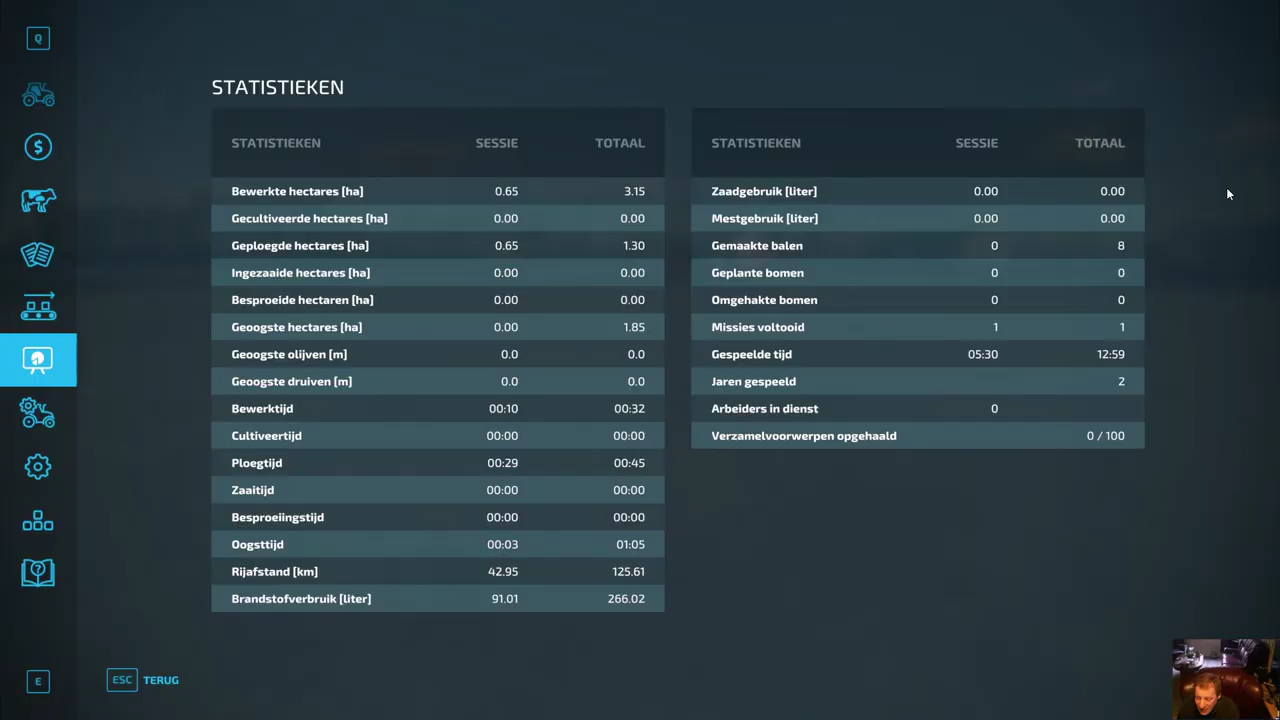 Q
$
STATISTIEKEN
STATISTIEKEN SESSIE TOTAAL
Bewerkte hectares [ha] 0.65 3.15
Gecultiveerde hectares [ha] 0.00 0.00
Geploegde hectares [ha] 0.65 1.30
Ingezaaide hectares [ha] 0.00 0.00
Besproeide hectaren [ha] 0.00 0.00
Geoogste hectares [ha] 0.00 1.85
Geoogste olijven [m] 0.0 0.0
Geoogste druiven [m] 0.0 0.0
Bewerktijd 00:10 00:32
Cultiveertijd 00:00 00:00
Ploegtijd 00:29 00:45
Zaaitijd 00:00 00:00
Besproeiingstijd 00:00 00:00
Oogsttijd 00:03 01:05
Rijafstand [km] 42.95 125.61
Brandstofverbruik [liter] 91.01 266.02
STATISTIEKEN SESSIE TOTAAL
Zaadgebruik [liter] 0.00 0.00
Mestgebruik [liter] 0.00 0.00
Gemaakte balen 0 8
Geplante bomen 0 0
Omgehakte bomen 0 0
Missies voltooid 1 1
Gespeelde tijd 05:30 12:59
Jaren gespeeld 2
Arbeiders in dienst 0
Verzamelvoorwerpen opgehaald 0 / 100
?
E
ESC TERUG